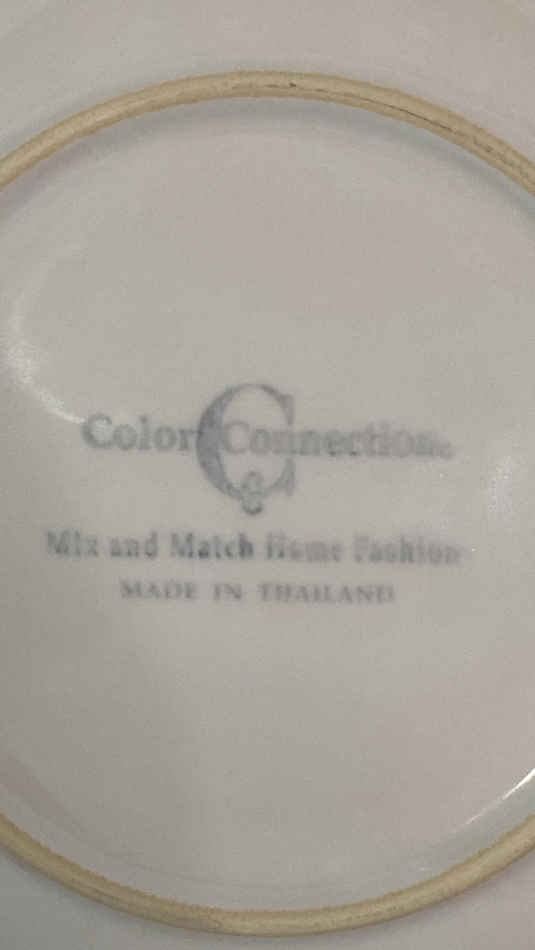 Color Connection
C
Mix and Match Home Fashion
MADE IN THAILAND